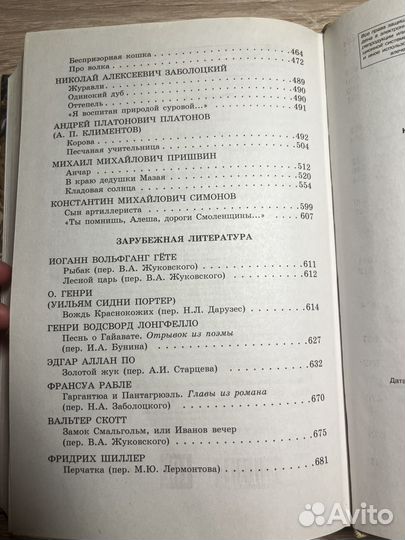 Беспризорная кошка 464
Про волка
НИКОЛАЙ АЛЕКСЕЕВИЧ ЗАБОЛОЦКИЙ
Журавли 489
Одинокий дуб 490
Оттепель 490
«Я воспитан природой суровой...» 491
АНДРЕЙ ПЛАТОНОВИЧ ПЛАТОНОВ
(А. П. КЛИМЕНТОВ)
Корова 492
Песчаная учительница 504
МИХАИЛ МИХАЙЛОВИЧ ПРИШВИН
Анчар 512
В краю дедушки Мазая 520
Кладовая солнца 554
КОНСТАНТИН МИХАЙЛОВИЧ СИМОНОВ
Сын артиллериста 599
«Ты помнишь, Алеша, дороги Смоленщины...» 607
ЗАРУБЕЖНАЯ ЛИТЕРАТУРА
ИОГАНН ВОЛЬФГАНГ ГЁТЕ
Рыбак (пер. В.А. Жуковского) 611
Лесной царь (пер. В.А. Жуковского) 612
О. ГЕНРИ
(УИЛЬЯМ СИДНИ ПОРТЕР)
Вождь Краснокожих (пер. Н.Л. Дарузес) 614
ГЕНРИ ВОДСВОРД ЛОНГФЕЛЛО
Песнь о Гайавате. Отрывок из поэмы
(пер. И.А. Бунина) 627
ЭДГАР АЛЛАН ПО
Золотой жук (пер. А.И. Старцева) 632
ФРАНСУА РАБЛЕ
Гаргантюа и Пантагрюэль. Главы из романа
(пер. Н.А. Заболоцкого) 670
ВАЛЬТЕР СКОТТ
Замок Смальгольм, или Иванов вечер
(пер. В.А. Жуковского) 675
ФРИДРИХ ШИЛЛЕР
Перчатка (пер. М.Ю. Лермонтова) 681
Все права защищ
Дата
Avito